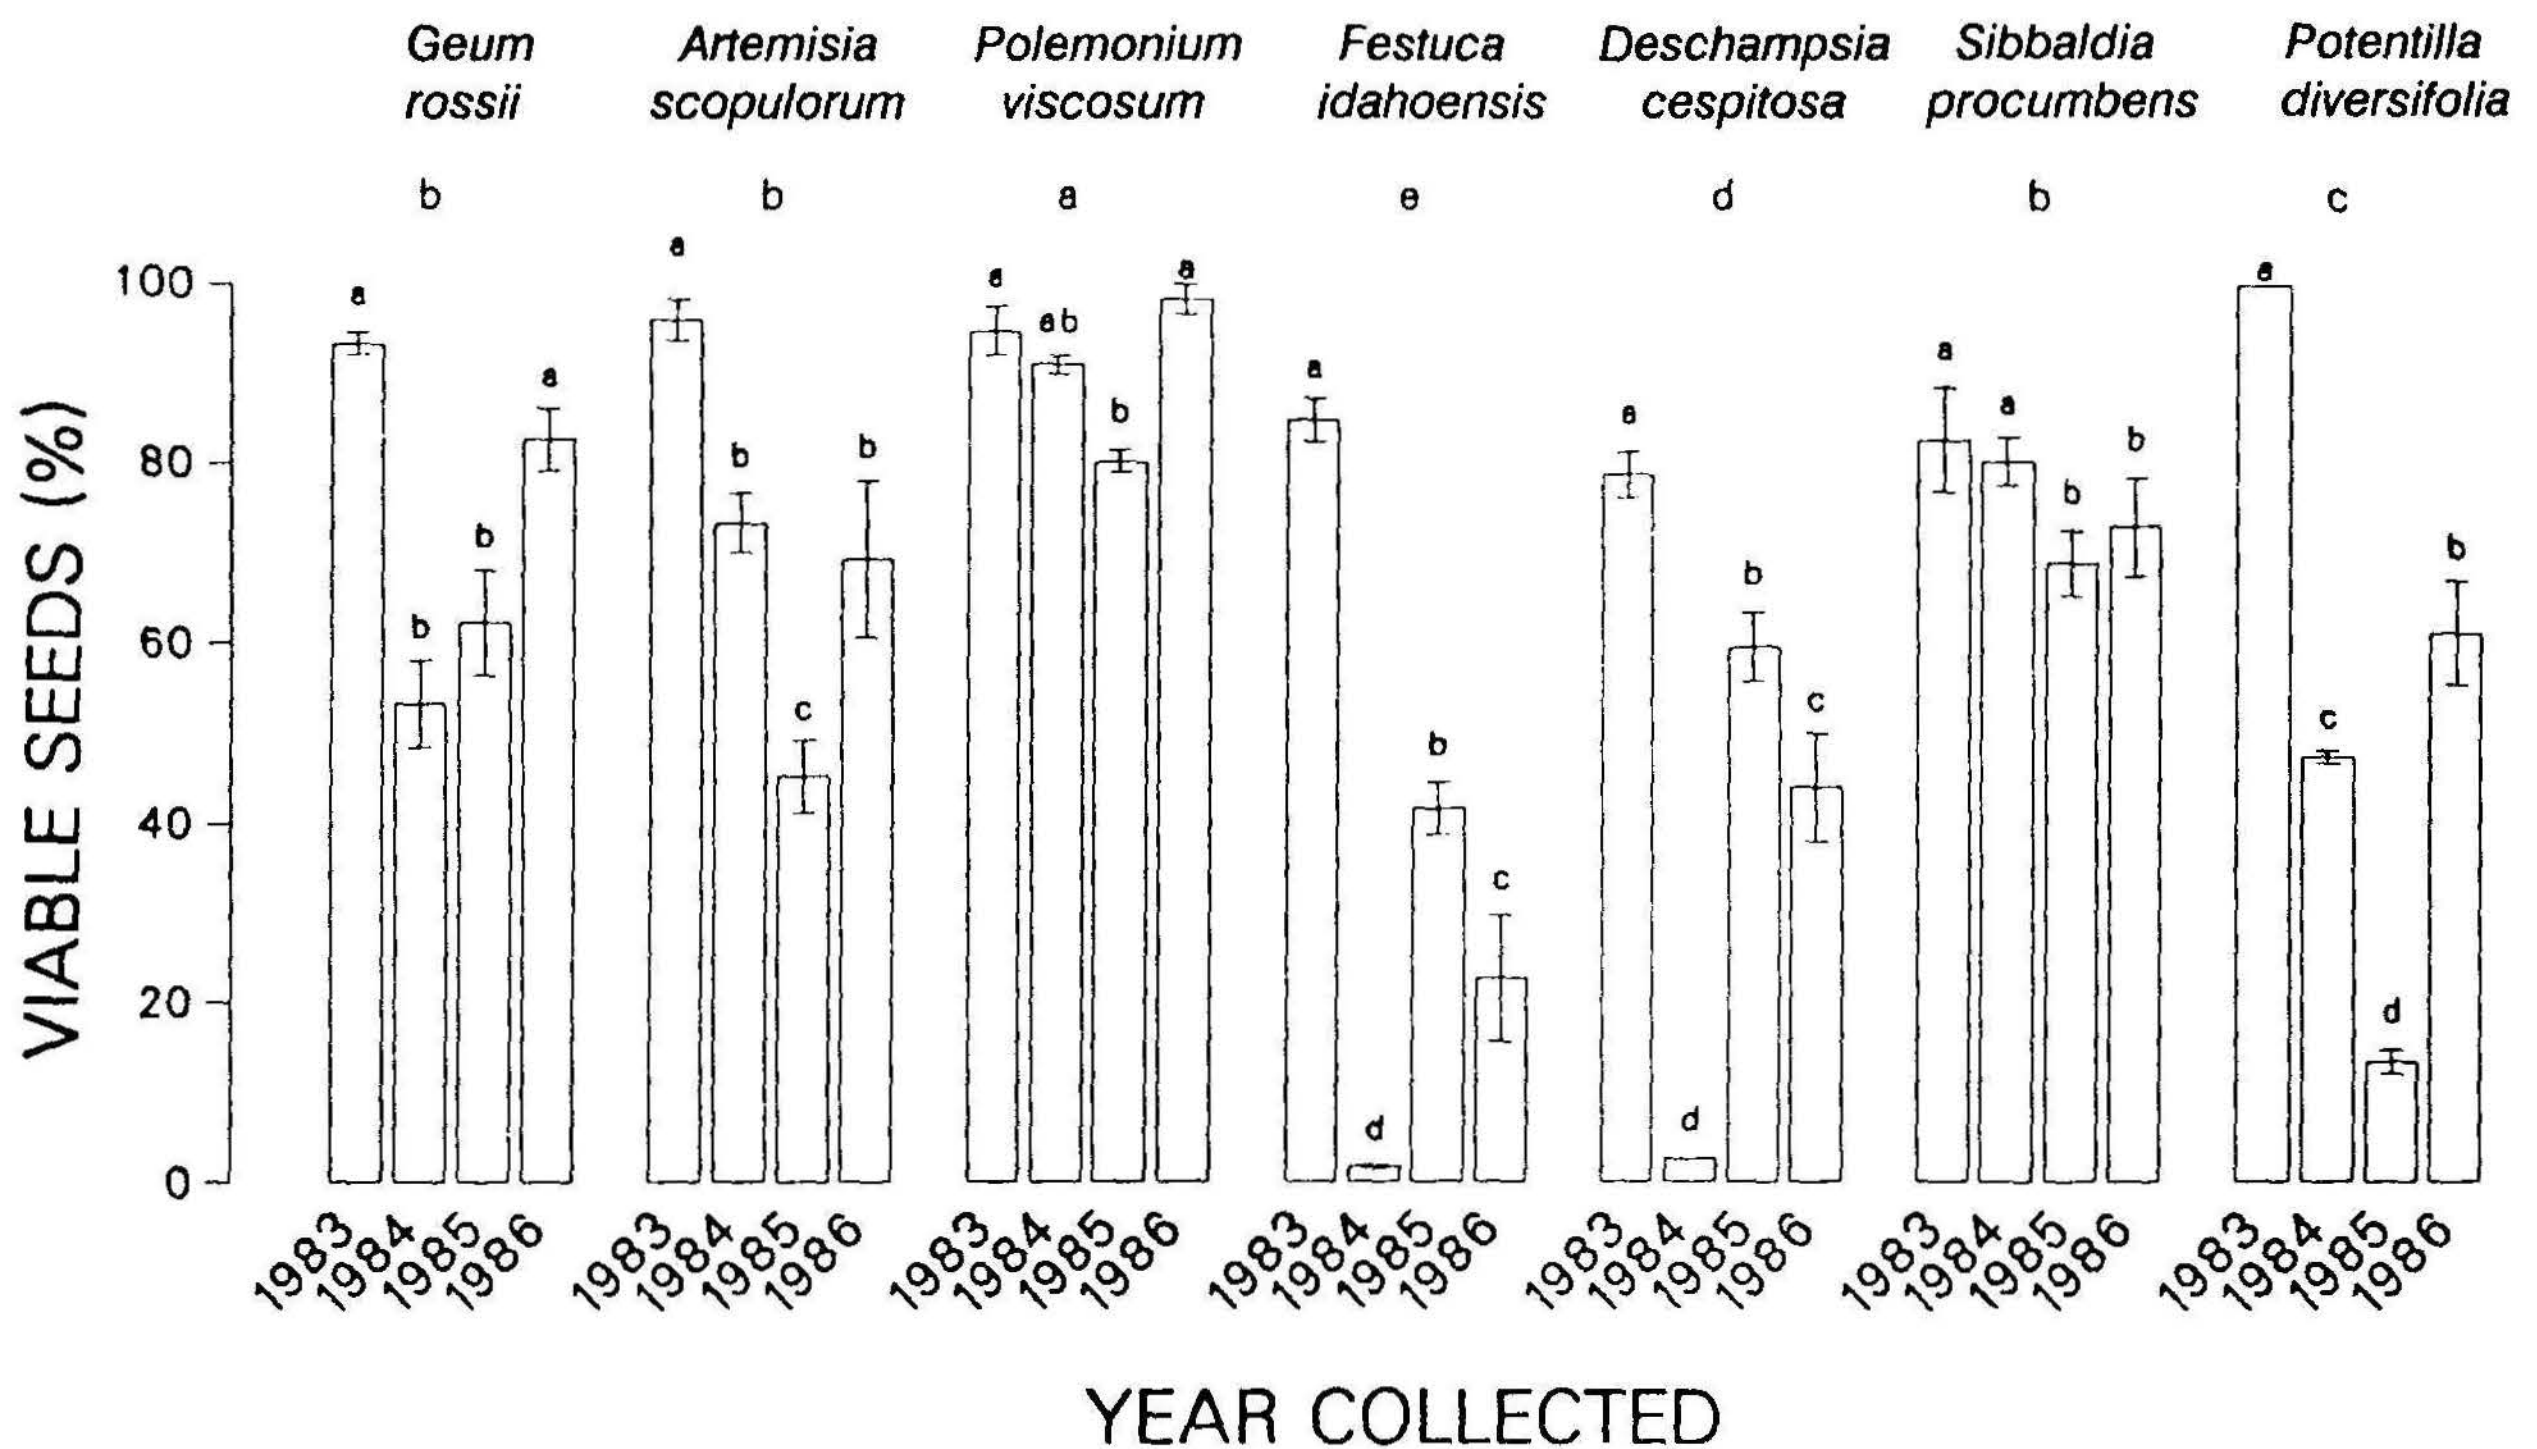 Geum Artemisia Polemonium Festuca Deschampsia Sibbaldia Potentilla
rossii scopulorum viscosum idahoensis cespitosa procumbens diversifolia
b b a e d b c
a a a ab b a a a a a b b a
b b b b b c b b c
c b c d
d d d
100
80
60
40
20
0
VIABLE SEEDS (%)
1983 1984 1985 1986 1983 1984 1985 1986 1983 1984 1985 1986 1983 1984 1985 1986 1983 1984 1985 1986 1983 1984 1985 1986 1983 1984 1985 1986
YEAR COLLECTED